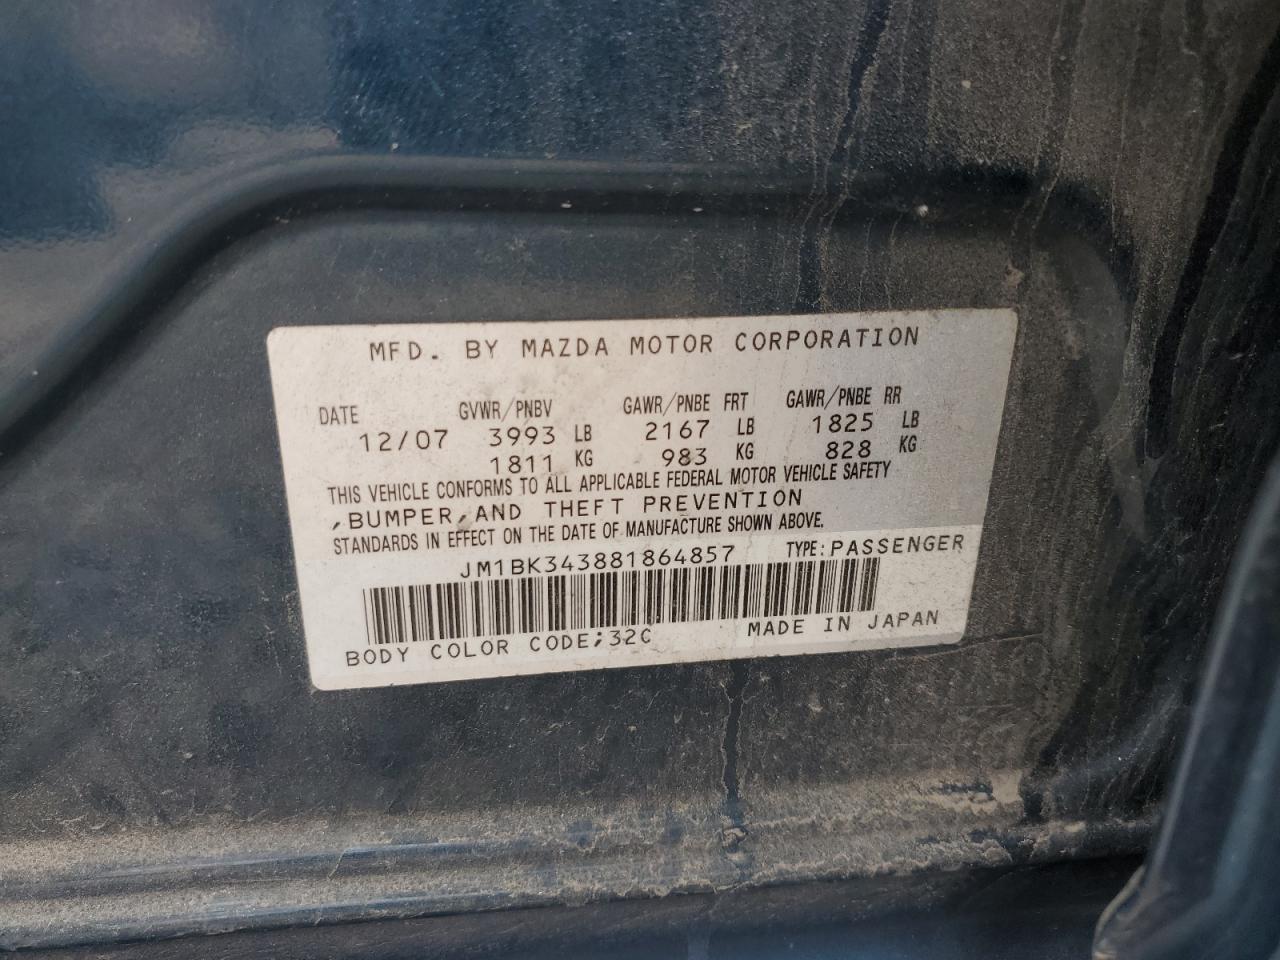 MFD. BY MAZDA MOTOR CORPORATION
DATE GVWR/PNBV GAWR/PNBE FRT GAWR/PNBE RR
12/07 3993 LB 2167 LB 1825 LB
1811 KG 983 KG 828 KG
THIS VEHICLE CONFORMS TO ALL APPLICABLE FEDERAL MOTOR VEHICLE SAFETY
,BUMPER,AND THEFT PREVENTION
STANDARDS IN EFFECT ON THE DATE OF MANUFACTURE SHOWN ABOVE.
JM1BK343881864857 TYPE:PASSENGER
BODY COLOR CODE;32C MADE IN JAPAN